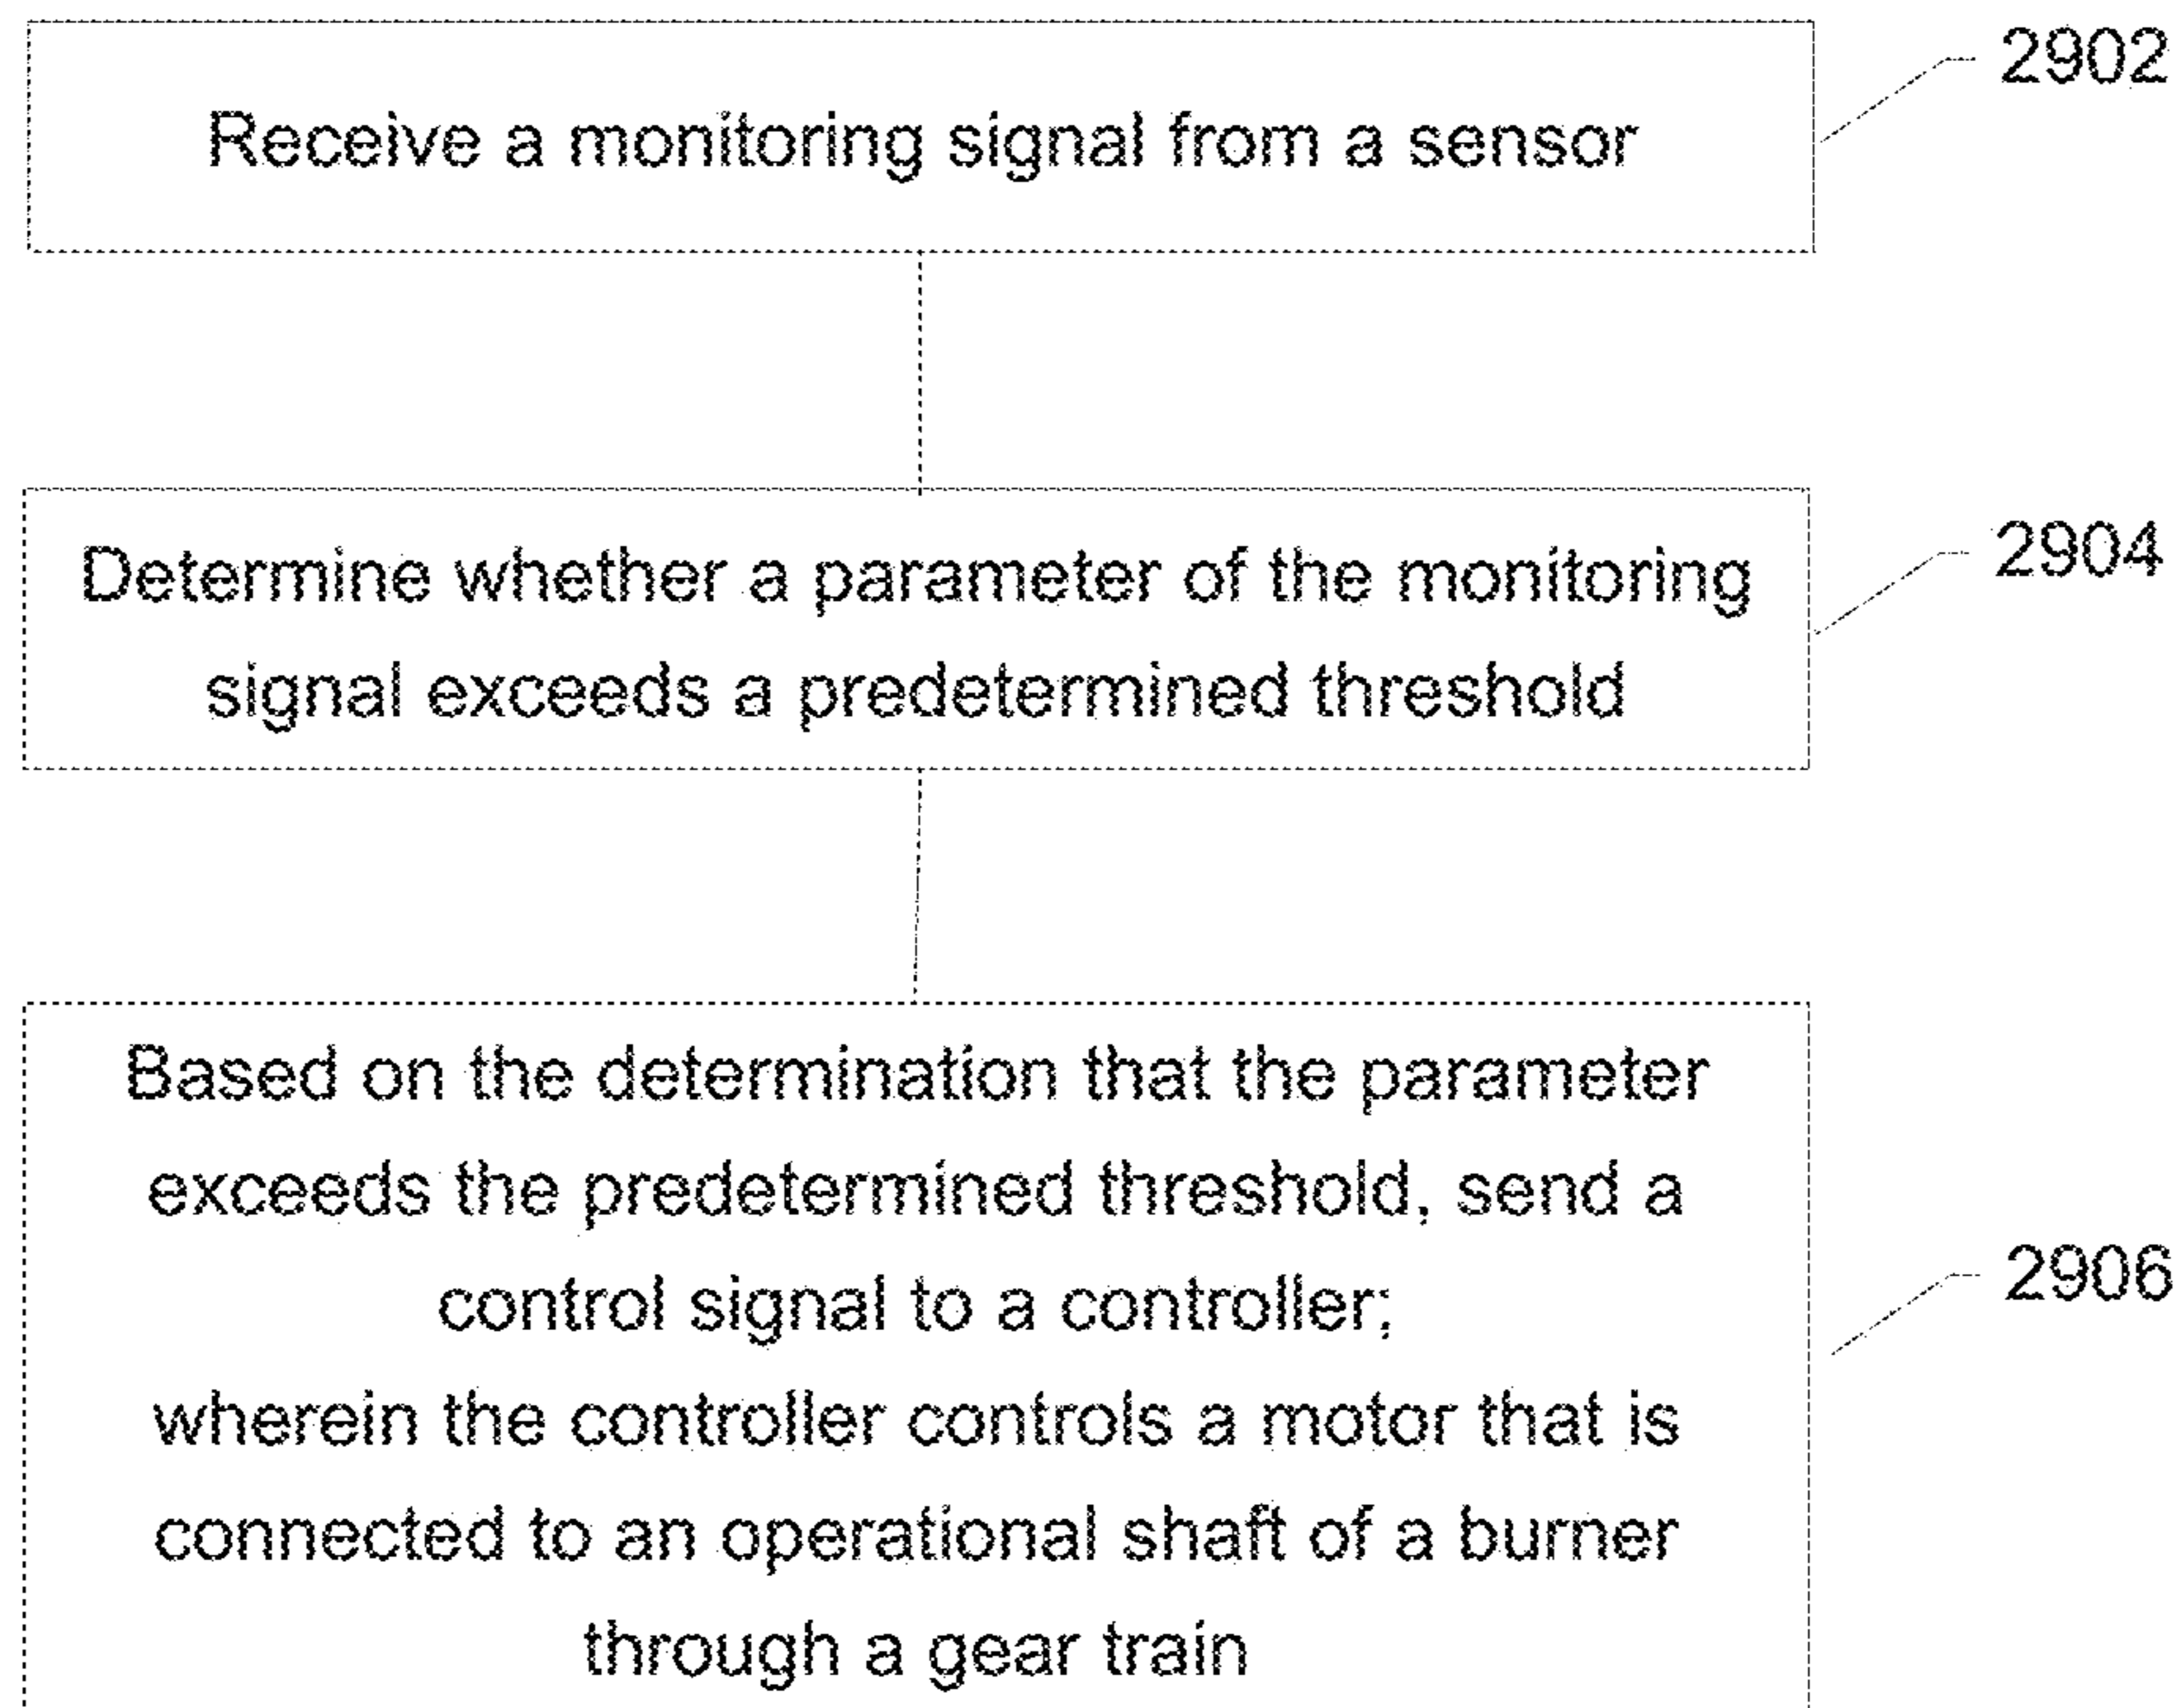 Receive a monitoring signal from a sensor
2902
Determine whether a parameter of the monitoring
signal exceeds a predetermined threshold
2904
Based on the determination that the parameter
exceeds the predetermined threshold, send a
control signal to a controller;
wherein the controller controls a motor that is
connected to an operational shaft of a burner
through a gear train
2906